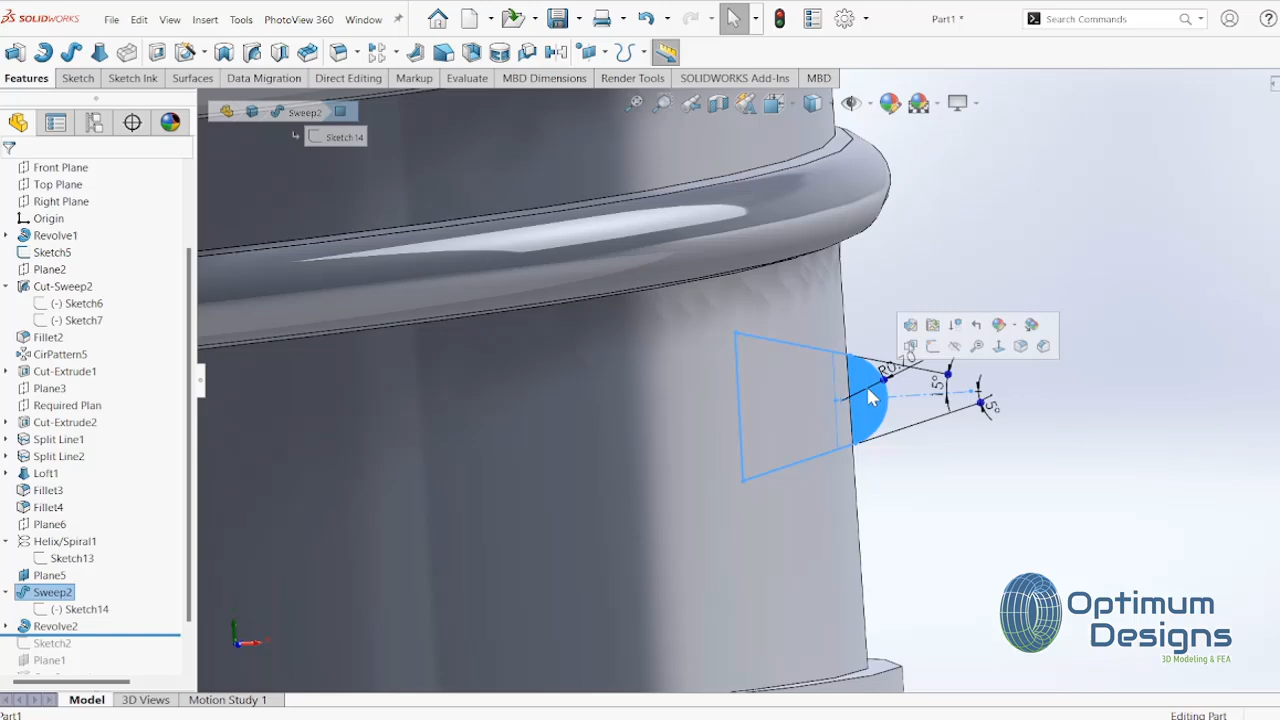 SOLIDWORKS File Edit View Insert Tools PhotoView 360 Window Part1 * Search Commands
Features Sketch Sketch Ink Surfaces Data Migration Direct Editing Markup Evaluate MBD Dimensions Render Tools SOLIDWORKS Add-Ins MBD
Sweep2
Sketch14
Front Plane
Top Plane
Right Plane
Origin
Revolve1
Sketch5
Plane2
Cut-Sweep2
(-) Sketch6
(-) Sketch7
Fillet2
CirPattern5
Cut-Extrude1
Plane3
Required Plan
Cut-Extrude2
Split Line1
Split Line2
Loft1
Fillet3
Fillet4
Plane6
Helix/Spiral1
Sketch13
Plane5
Sweep2
(-) Sketch14
Revolve2
Sketch2
Plane1
R0.70
15°
Optimum
Designs
3D Modeling & FEA
Model 3D Views Motion Study 1
Part1 Editing Part